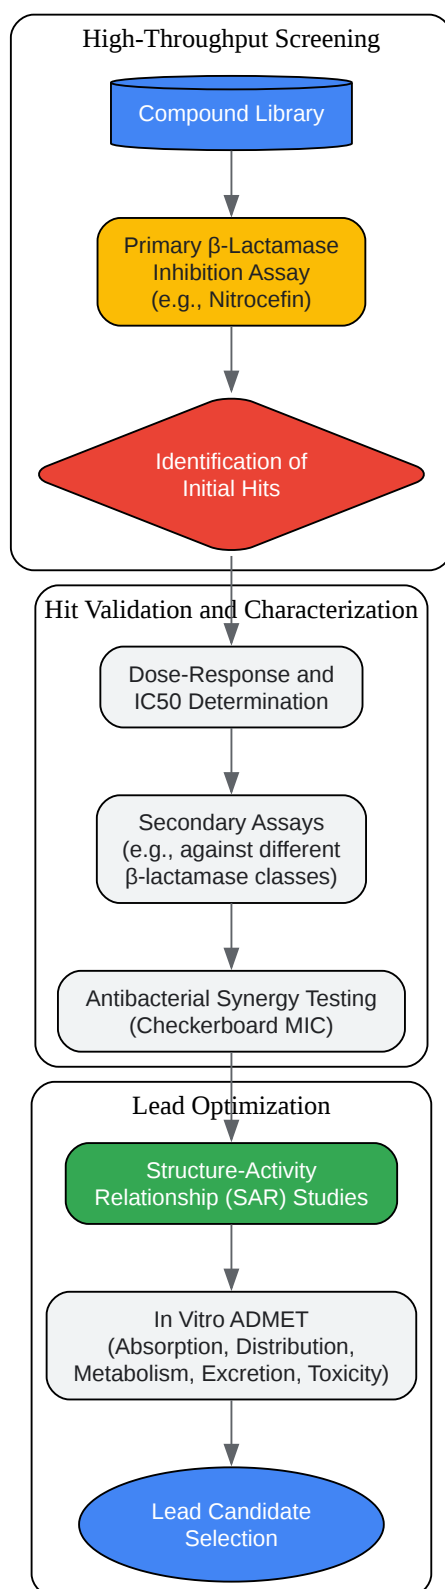 High-Throughput Screening
Compound Library
Primary β-Lactamase
Inhibition Assay
(e.g., Nitrocefin)
Identification of
Initial Hits
Hit Validation and Characterization
Dose-Response and
IC50 Determination
Secondary Assays
(e.g., against different
β-lactamase classes)
Antibacterial Synergy Testing
(Checkerboard MIC)
Lead Optimization
Structure-Activity
Relationship (SAR) Studies
In Vitro ADMET
(Absorption, Distribution,
Metabolism, Excretion, Toxicity)
Lead Candidate
Selection